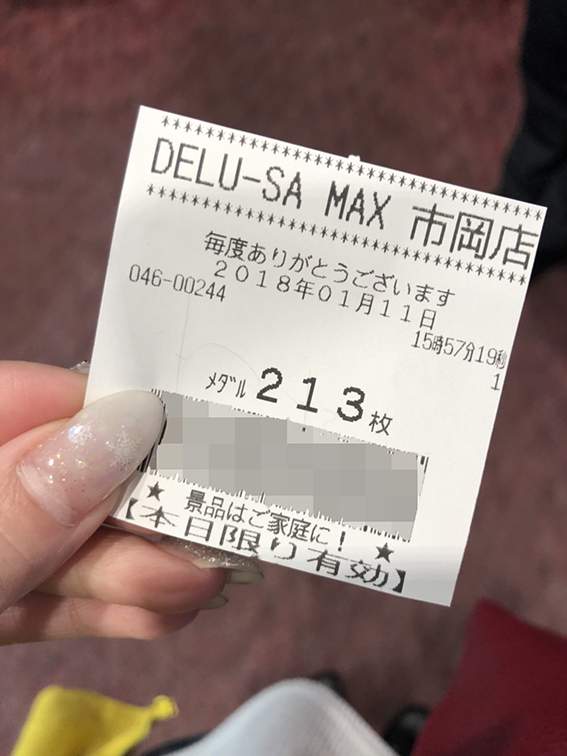 ************************
DELU-SA MAX 市岡店
************************
毎度ありがとうございます
2018年01月11日
046-00244
15時57分19秒
1
ﾒﾀﾞﾙ 213枚
★ 景品はご家庭に! ★
【本日限り有効】